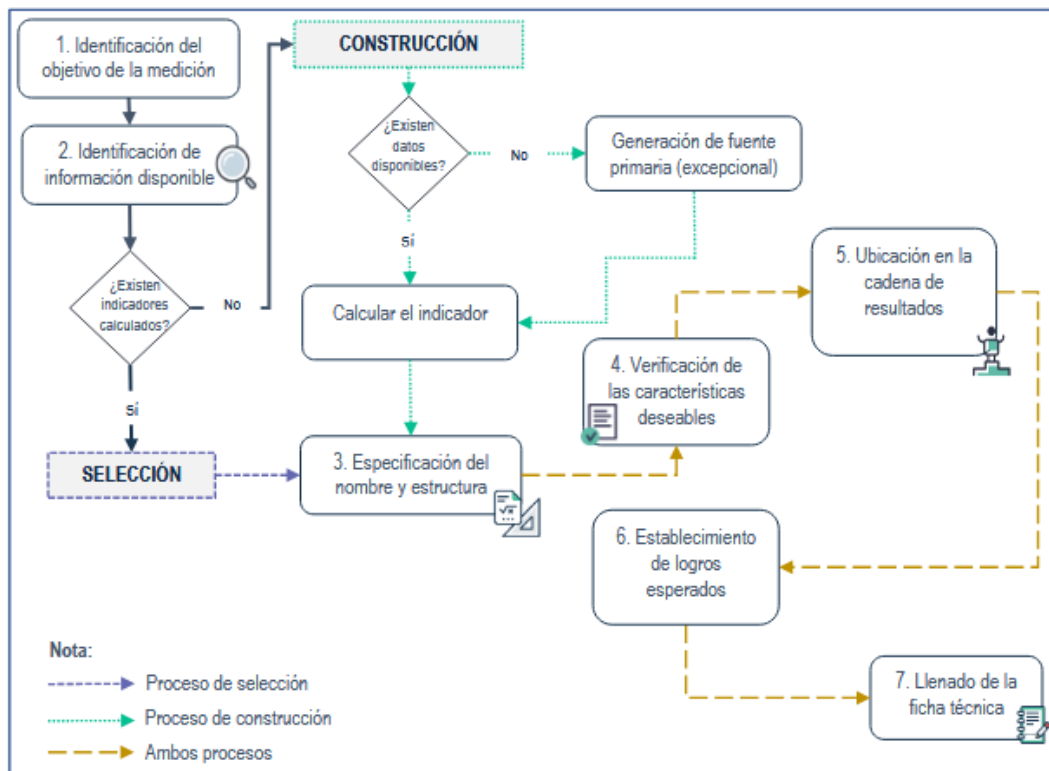 1. Identificación del
objetivo de la medición
2. Identificación de
información disponible
¿Existen
indicadores
calculados?
No
Sí
SELECCIÓN
CONSTRUCCIÓN
¿Existen
datos
disponibles?
No
Generación de fuente
primaria (excepcional)
Sí
Calcular el indicador
3. Especificación del
nombre y estructura
4. Verificación de
las características
deseables
5. Ubicación en la
cadena de
resultados
6. Establecimiento
de logros
esperados
7. Llenado de la
ficha técnica
Nota:
Proceso de selección
Proceso de construcción
Ambos procesos